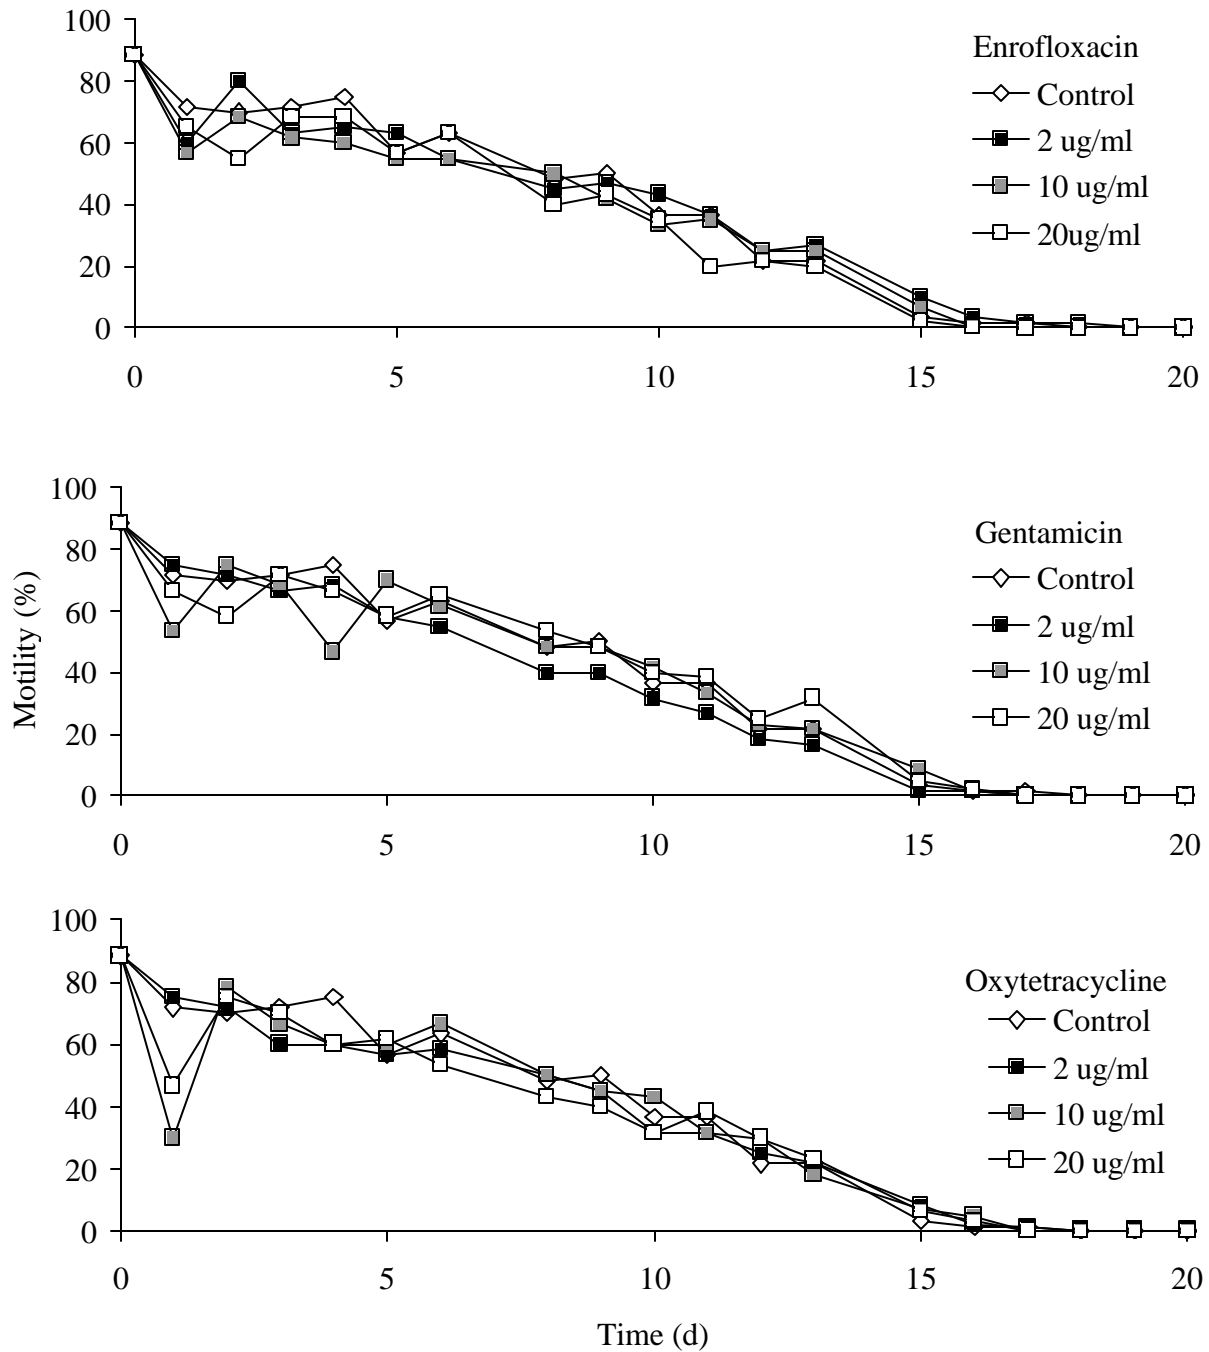 100
80
60
40
20
0
0 5 10 15 20
Enrofloxacin
Control
2 ug/ml
10 ug/ml
20ug/ml
Motility (%)
100
80
60
40
20
0
0 5 10 15 20
Gentamicin
Control
2 ug/ml
10 ug/ml
20 ug/ml
100
80
60
40
20
0
0 5 10 15 20
Oxytetracycline
Control
2 ug/ml
10 ug/ml
20 ug/ml
Time (d)